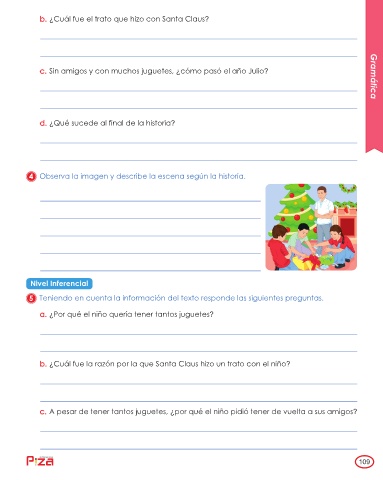 b. ¿Cuál fue el trato que hizo con Santa Claus?
c. Sin amigos y con muchos juguetes, ¿cómo pasó el año Julio?
Gramática
d. ¿Qué sucede al final de la historia?
4 Observa la imagen y describe la escena según la historia.
Nivel Inferencial
5 Teniendo en cuenta la información del texto responde las siguientes preguntas.
a. ¿Por qué el niño quería tener tantos juguetes?
b. ¿Cuál fue la razón por la que Santa Claus hizo un trato con el niño?
c. A pesar de tener tantos juguetes, ¿por qué el niño pidió tener de vuelta a sus amigos?
109